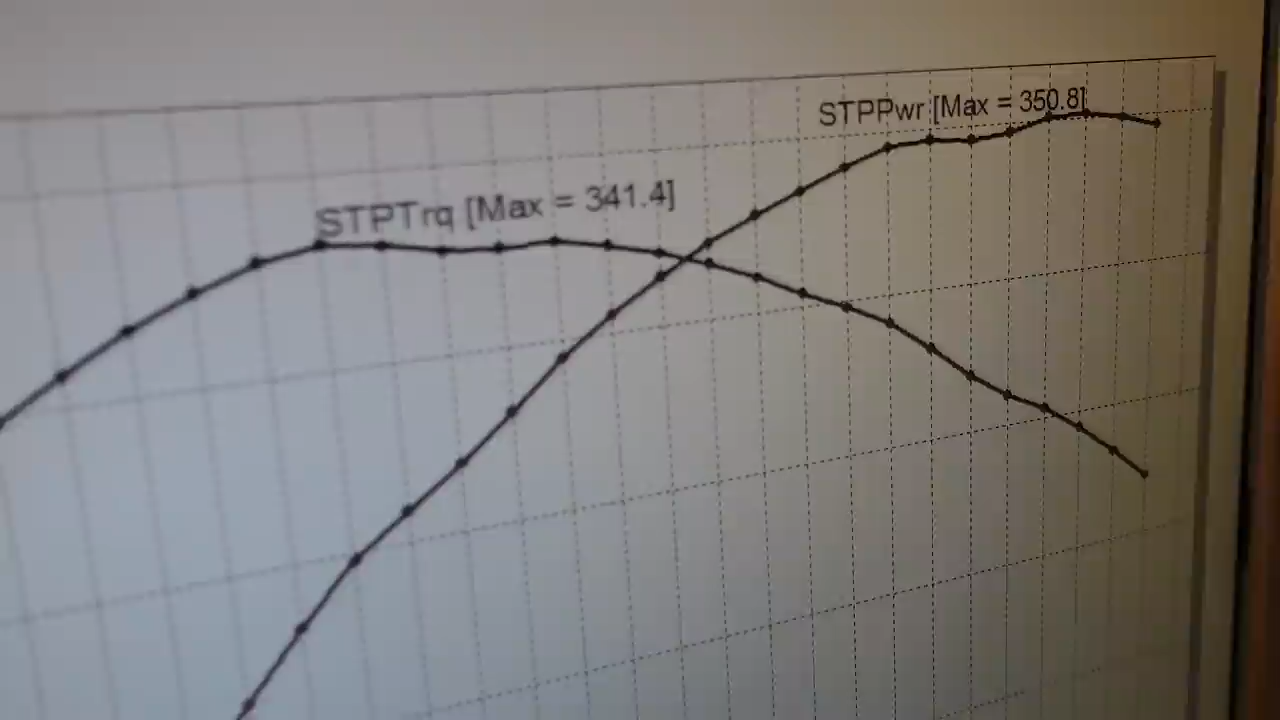 STPPwr [Max = 350.8]
STPTrq [Max = 341.4]